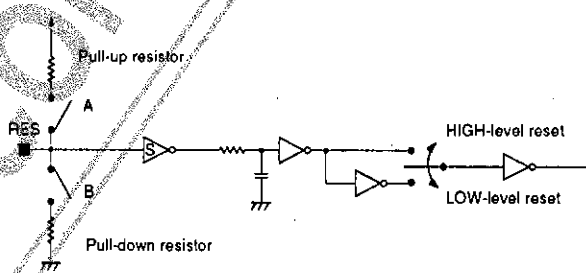 Pull-up resistor
A
RES
S
HIGH-level reset
B
LOW-level reset
Pull-down resistor